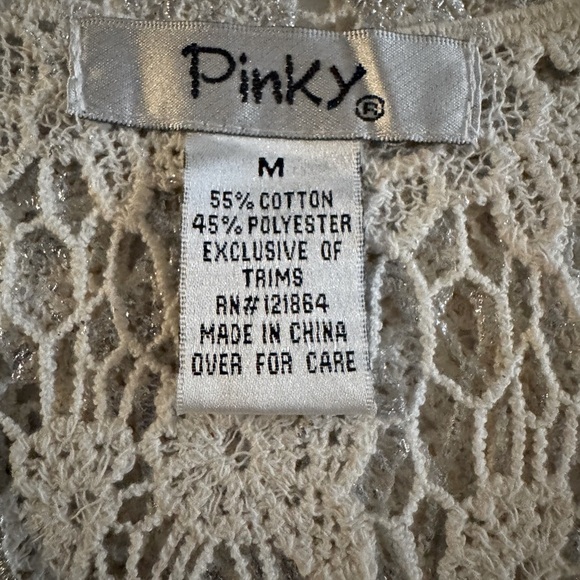 Pinky®
M
55% COTTON
45% POLYESTER
EXCLUSIVE OF
TRIMS
RN#121864
MADE IN CHINA
OVER FOR CARE